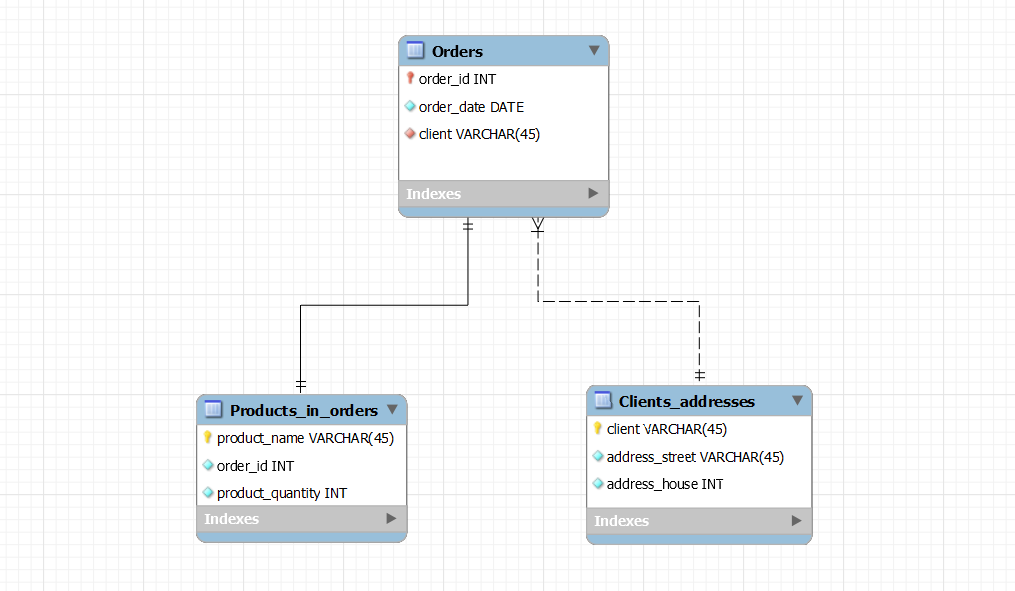 Orders
order_id INT
order_date DATE
client VARCHAR(45)
Indexes
Products_in_orders
product_name VARCHAR(45)
order_id INT
product_quantity INT
Indexes
Clients_addresses
client VARCHAR(45)
address_street VARCHAR(45)
address_house INT
Indexes